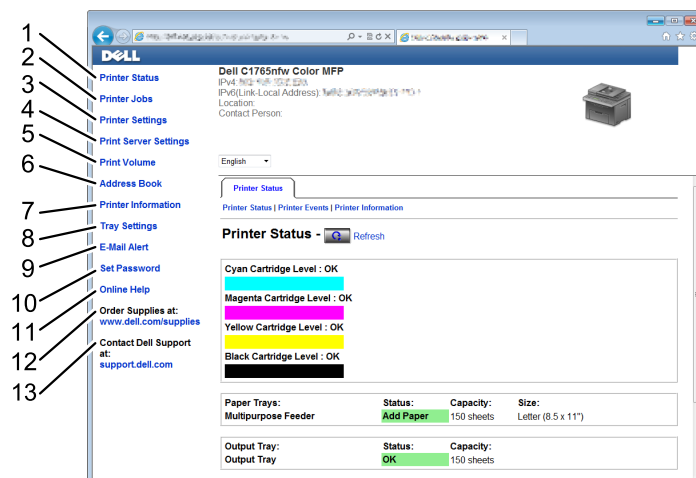 DELL
Dell C1765nfw Color MFP
IPv4:
IPv6(Link-Local Address):
Location:
Contact Person:
English
1
Printer Status
2
Printer Jobs
3
Printer Settings
4
Print Server Settings
5
Print Volume
6
Address Book
7
Printer Information
8
Tray Settings
9
E-Mail Alert
10
Set Password
11
Online Help
12
Order Supplies at:
www.dell.com/supplies
13
Contact Dell Support
at:
support.dell.com
Printer Status
Printer Status | Printer Events | Printer Information
Printer Status - Refresh
Cyan Cartridge Level : OK
Magenta Cartridge Level : OK
Yellow Cartridge Level : OK
Black Cartridge Level : OK
Paper Trays: Status: Capacity: Size:
Multipurpose Feeder Add Paper 150 sheets Letter (8.5 x 11")
Output Tray: Status: Capacity:
Output Tray OK 150 sheets